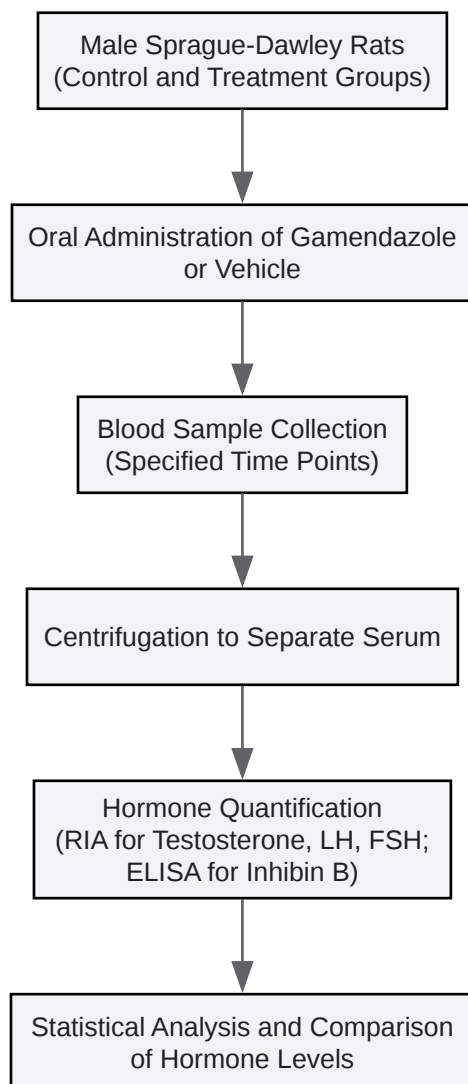 Male Sprague-Dawley Rats
(Control and Treatment Groups)
Oral Administration of Gamendazole
or Vehicle
Blood Sample Collection
(Specified Time Points)
Centrifugation to Separate Serum
Hormone Quantification
(RIA for Testosterone, LH, FSH;
ELISA for Inhibin B)
Statistical Analysis and Comparison
of Hormone Levels